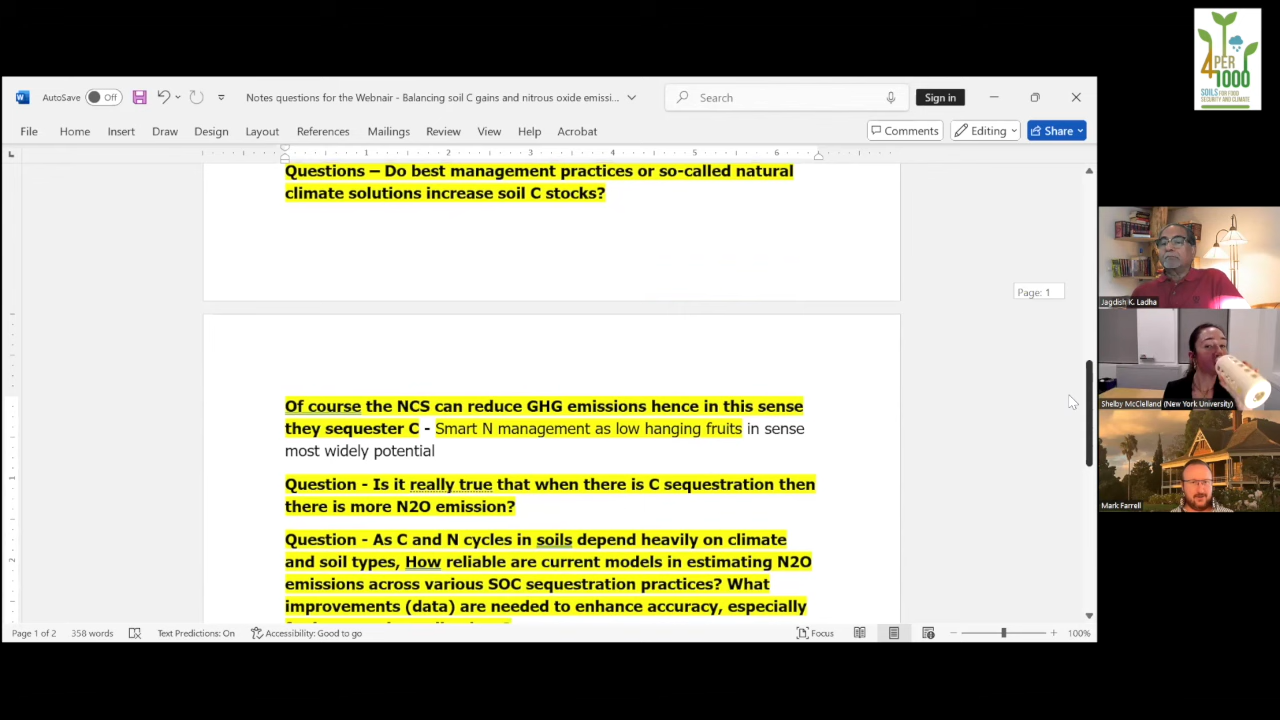 4 PER
1000
SOILS FOR FOOD
SECURITY AND CLIMATE
AutoSave Off
Notes questions for the Webnair - Balancing soil C gains and nitrous oxide emissi...
Search
Sign in
File Home Insert Draw Design Layout References Mailings Review View Help Acrobat
Comments Editing Share
1 2 3 4 5 6
Questions – Do best management practices or so-called natural
climate solutions increase soil C stocks?
Page: 1
Of course the NCS can reduce GHG emissions hence in this sense
they sequester C - Smart N management as low hanging fruits in sense
most widely potential
Question - Is it really true that when there is C sequestration then
there is more N2O emission?
Question - As C and N cycles in soils depend heavily on climate
and soil types, How reliable are current models in estimating N2O
emissions across various SOC sequestration practices? What
improvements (data) are needed to enhance accuracy, especially
1
2
Page 1 of 2 358 words Text Predictions: On Accessibility: Good to go Focus 100%
Jagdish K. Ladha
Shelby McClelland (New York University)
Mark Farrell